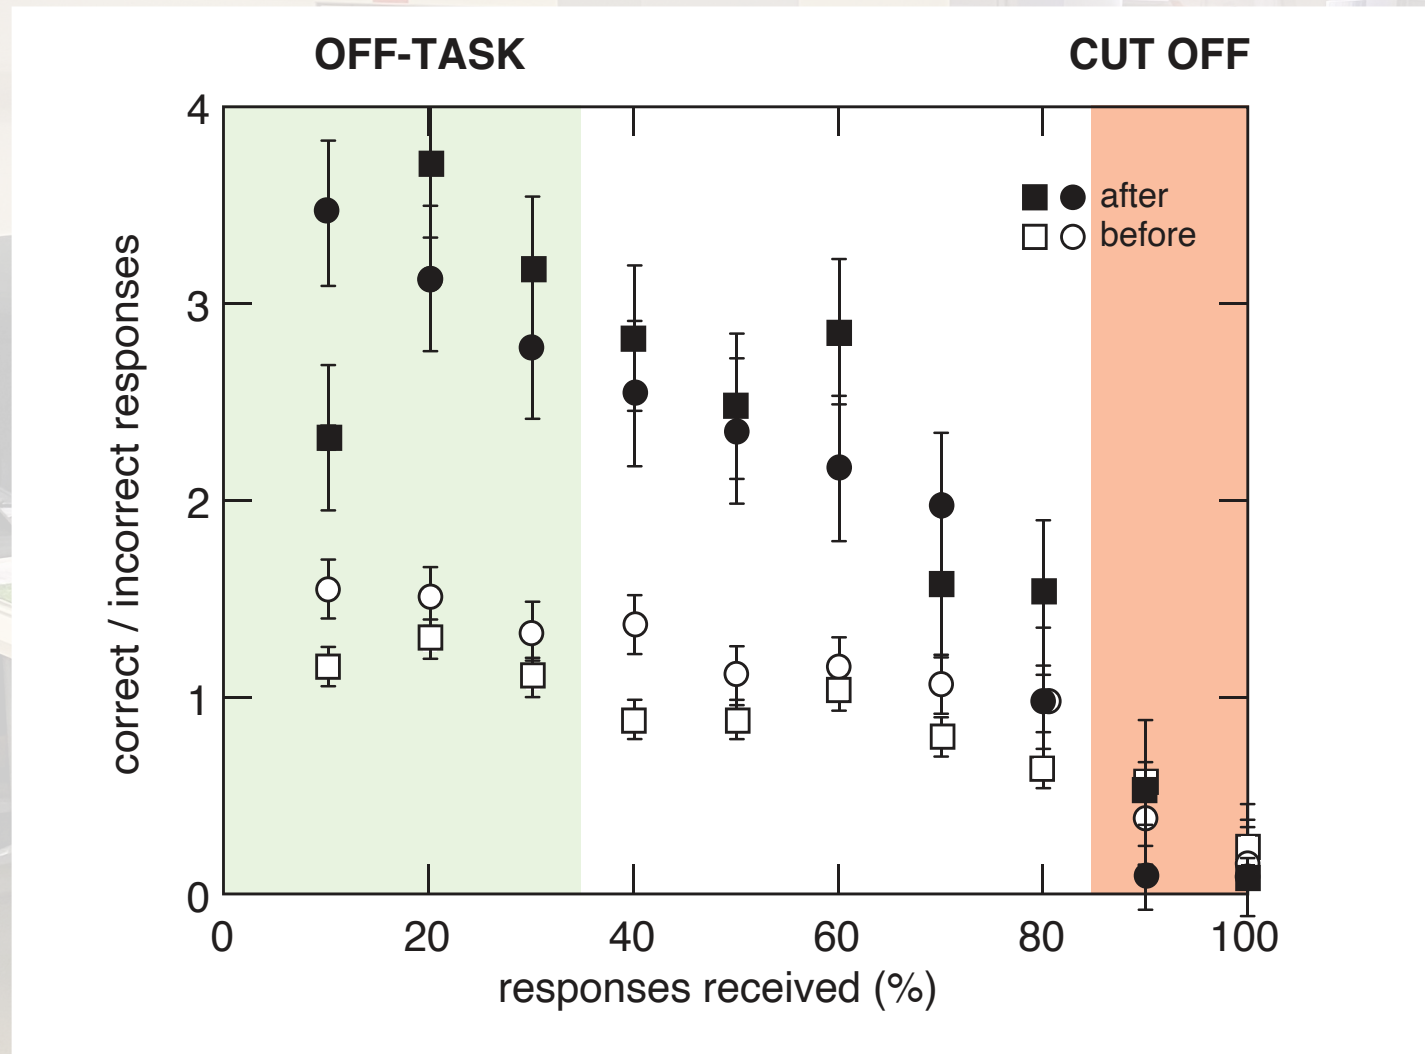 OFF-TASK
CUT OFF
4
3
2
1
0
correct / incorrect responses
after
before
0
20
40
60
80
100
responses received (%)